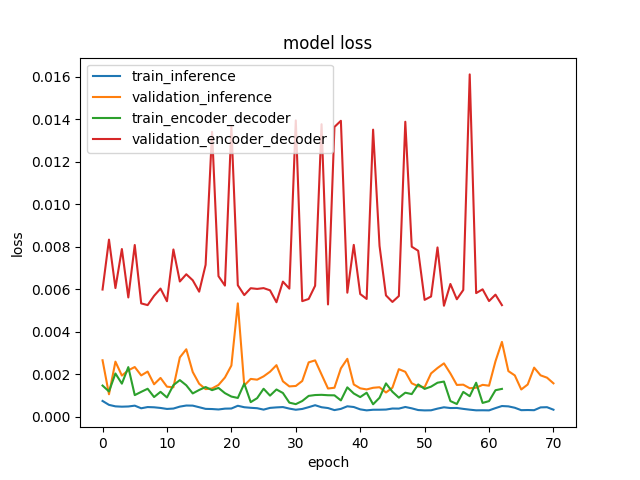 model loss
train_inference
validation_inference
train_encoder_decoder
validation_encoder_decoder
0.016
0.014
0.012
0.010
0.008
0.006
0.004
0.002
0.000
loss
0 10 20 30 40 50 60 70
epoch